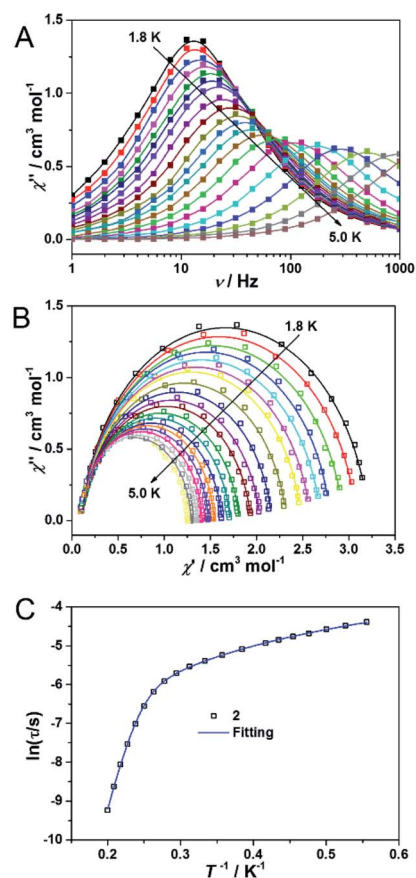 A
1.8 K
5.0 K
χ'' / cm³ mol⁻¹
1.5
1.0
0.5
0.0
1
10
100
1000
ν / Hz
B
1.8 K
5.0 K
χ'' / cm³ mol⁻¹
1.5
1.0
0.5
0.0
0.0
0.5
1.0
1.5
2.0
2.5
3.0
3.5
χ' / cm³ mol⁻¹
C
ln(τ/s)
-4
-5
-6
-7
-8
-9
-10
2
Fitting
0.2
0.3
0.4
0.5
0.6
T⁻¹ / K⁻¹